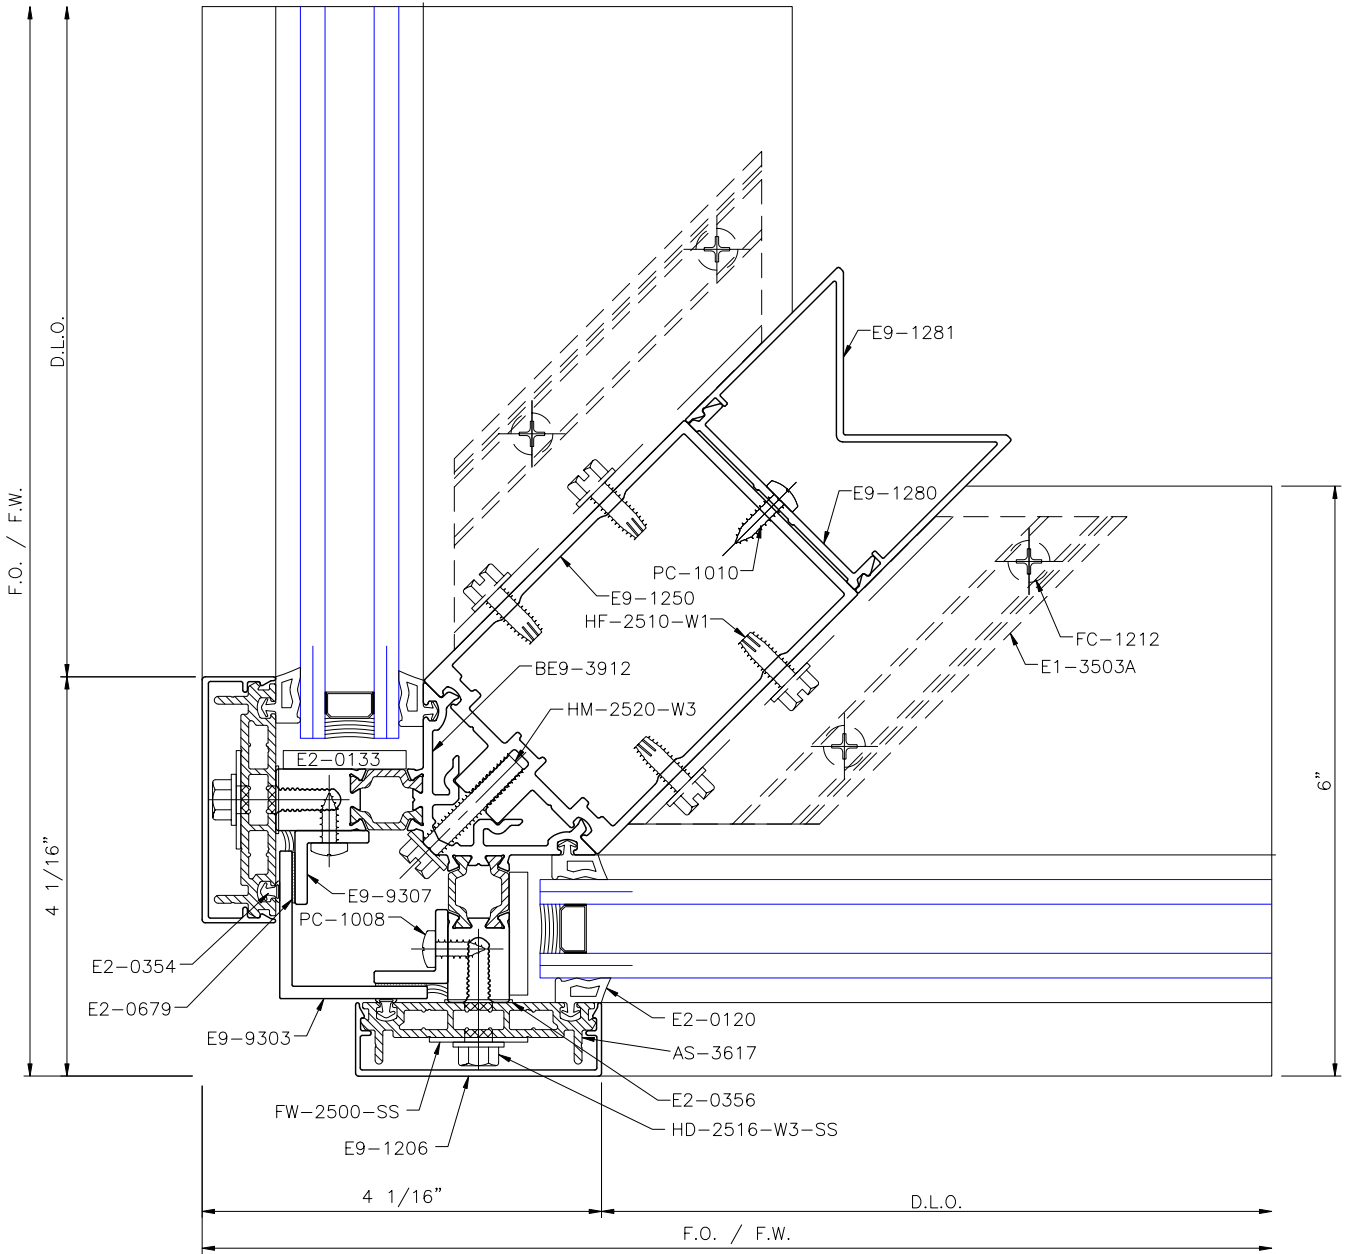 E9-1281
D.L.O.
F.O. / F.W.
E9-1280
PC-1010
E9-1250
HF-2510-W1
FC-1212
E1-3503A
BE9-3912
HM-2520-W3
E2-0133
6"
4 1/16"
E9-9307
PC-1008
E2-0354
E2-0679
E9-9303
E2-0120
AS-3617
E2-0356
FW-2500-SS
HD-2516-W3-SS
E9-1206
4 1/16"
D.L.O.
F.O. / F.W.